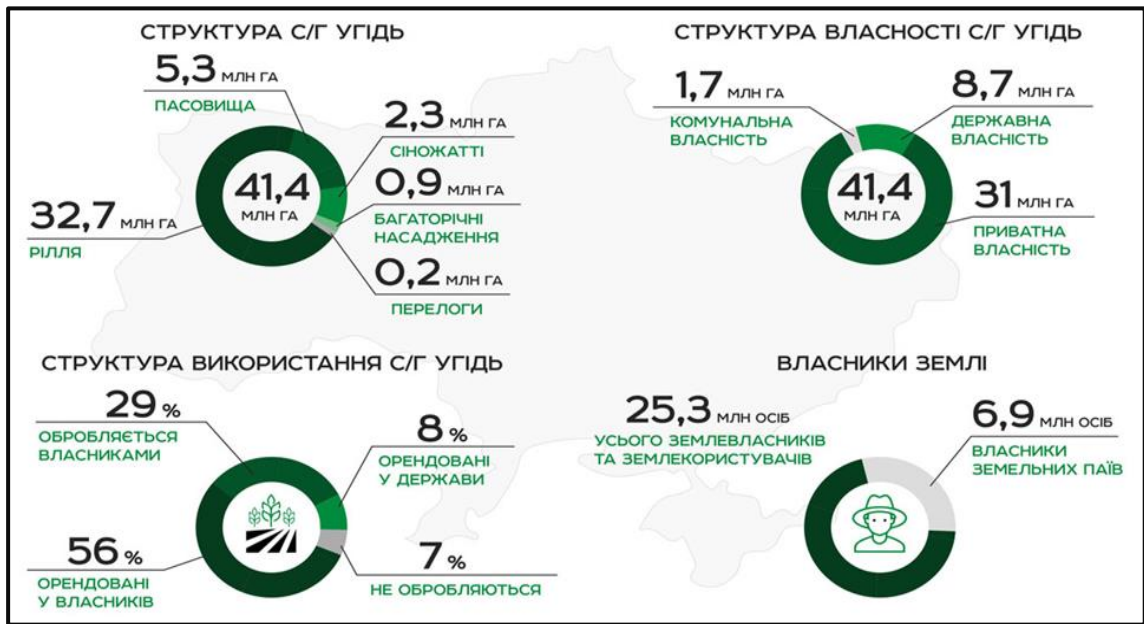 СТРУКТУРА С/Г УГІДЬ
5,3 МЛН ГА
ПАСОВИЩА
2,3 МЛН ГА
СІНОЖАТТІ
41,4
МЛН ГА
0,9 МЛН ГА
БАГАТОРІЧНІ
НАСАДЖЕННЯ
32,7 МЛН ГА
РІЛЛЯ
0,2 МЛН ГА
ПЕРЕЛОГИ
СТРУКТУРА ВЛАСНОСТІ С/Г УГІДЬ
1,7 МЛН ГА
КОМУНАЛЬНА
ВЛАСНІСТЬ
8,7 МЛН ГА
ДЕРЖАВНА
ВЛАСНІСТЬ
41,4
МЛН ГА
31 МЛН ГА
ПРИВАТНА
ВЛАСНІСТЬ
СТРУКТУРА ВИКОРИСТАННЯ С/Г УГІДЬ
29 %
ОБРОБЛЯЄТЬСЯ
ВЛАСНИКАМИ
8 %
ОРЕНДОВАНІ
У ДЕРЖАВИ
56 %
ОРЕНДОВАНІ
У ВЛАСНИКІВ
7 %
НЕ ОБРОБЛЯЮТЬСЯ
ВЛАСНИКИ ЗЕМЛІ
25,3 МЛН ОСІБ
УСЬОГО ЗЕМЛЕВЛАСНИКІВ
ТА ЗЕМЛЕКОРИСТУВАЧІВ
6,9 МЛН ОСІБ
ВЛАСНИКИ
ЗЕМЕЛЬНИХ ПАЇВ